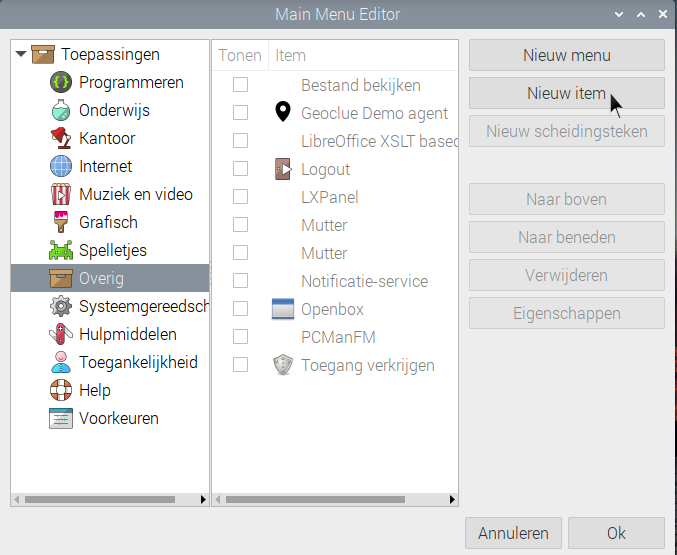 Main Menu Editor
Toepassingen
Programmeren
Onderwijs
Kantoor
Internet
Muziek en video
Grafisch
Spelletjes
Overig
Systeemgereedsch
Hulpmiddelen
Toegankelijkheid
Help
Voorkeuren
Tonen Item
Bestand bekijken
Geoclue Demo agent
LibreOffice XSLT based
Logout
LXPanel
Mutter
Mutter
Notificatie-service
Openbox
PCManFM
Toegang verkrijgen
Nieuw menu
Nieuw item
Nieuw scheidingsteken
Naar boven
Naar beneden
Verwijderen
Eigenschappen
Annuleren
Ok